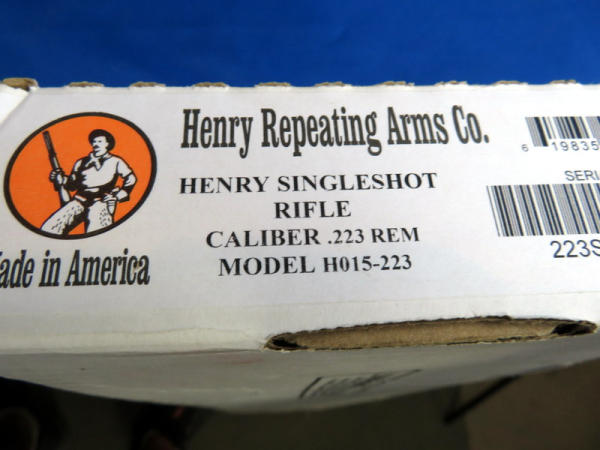 Henry Repeating Arms Co.
HENRY SINGLESHOT
RIFLE
CALIBER .223 REM
MODEL H015-223
ade in America
6 19835
SERI
223S